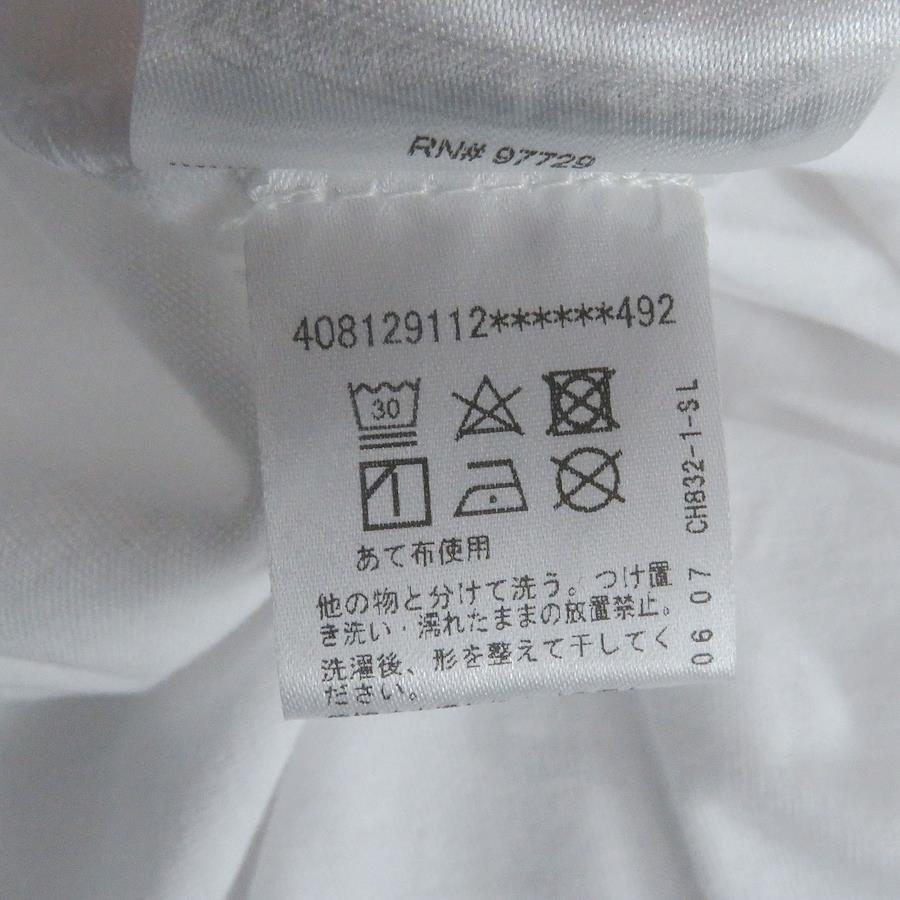 RN# 97729
408129112******492
30
あて布使用
他の物と分けて洗う。つけ置
き洗い・濡れたままの放置禁止。
洗濯後、形を整えて干してく
ださい。
CH832-1-SL
06 07